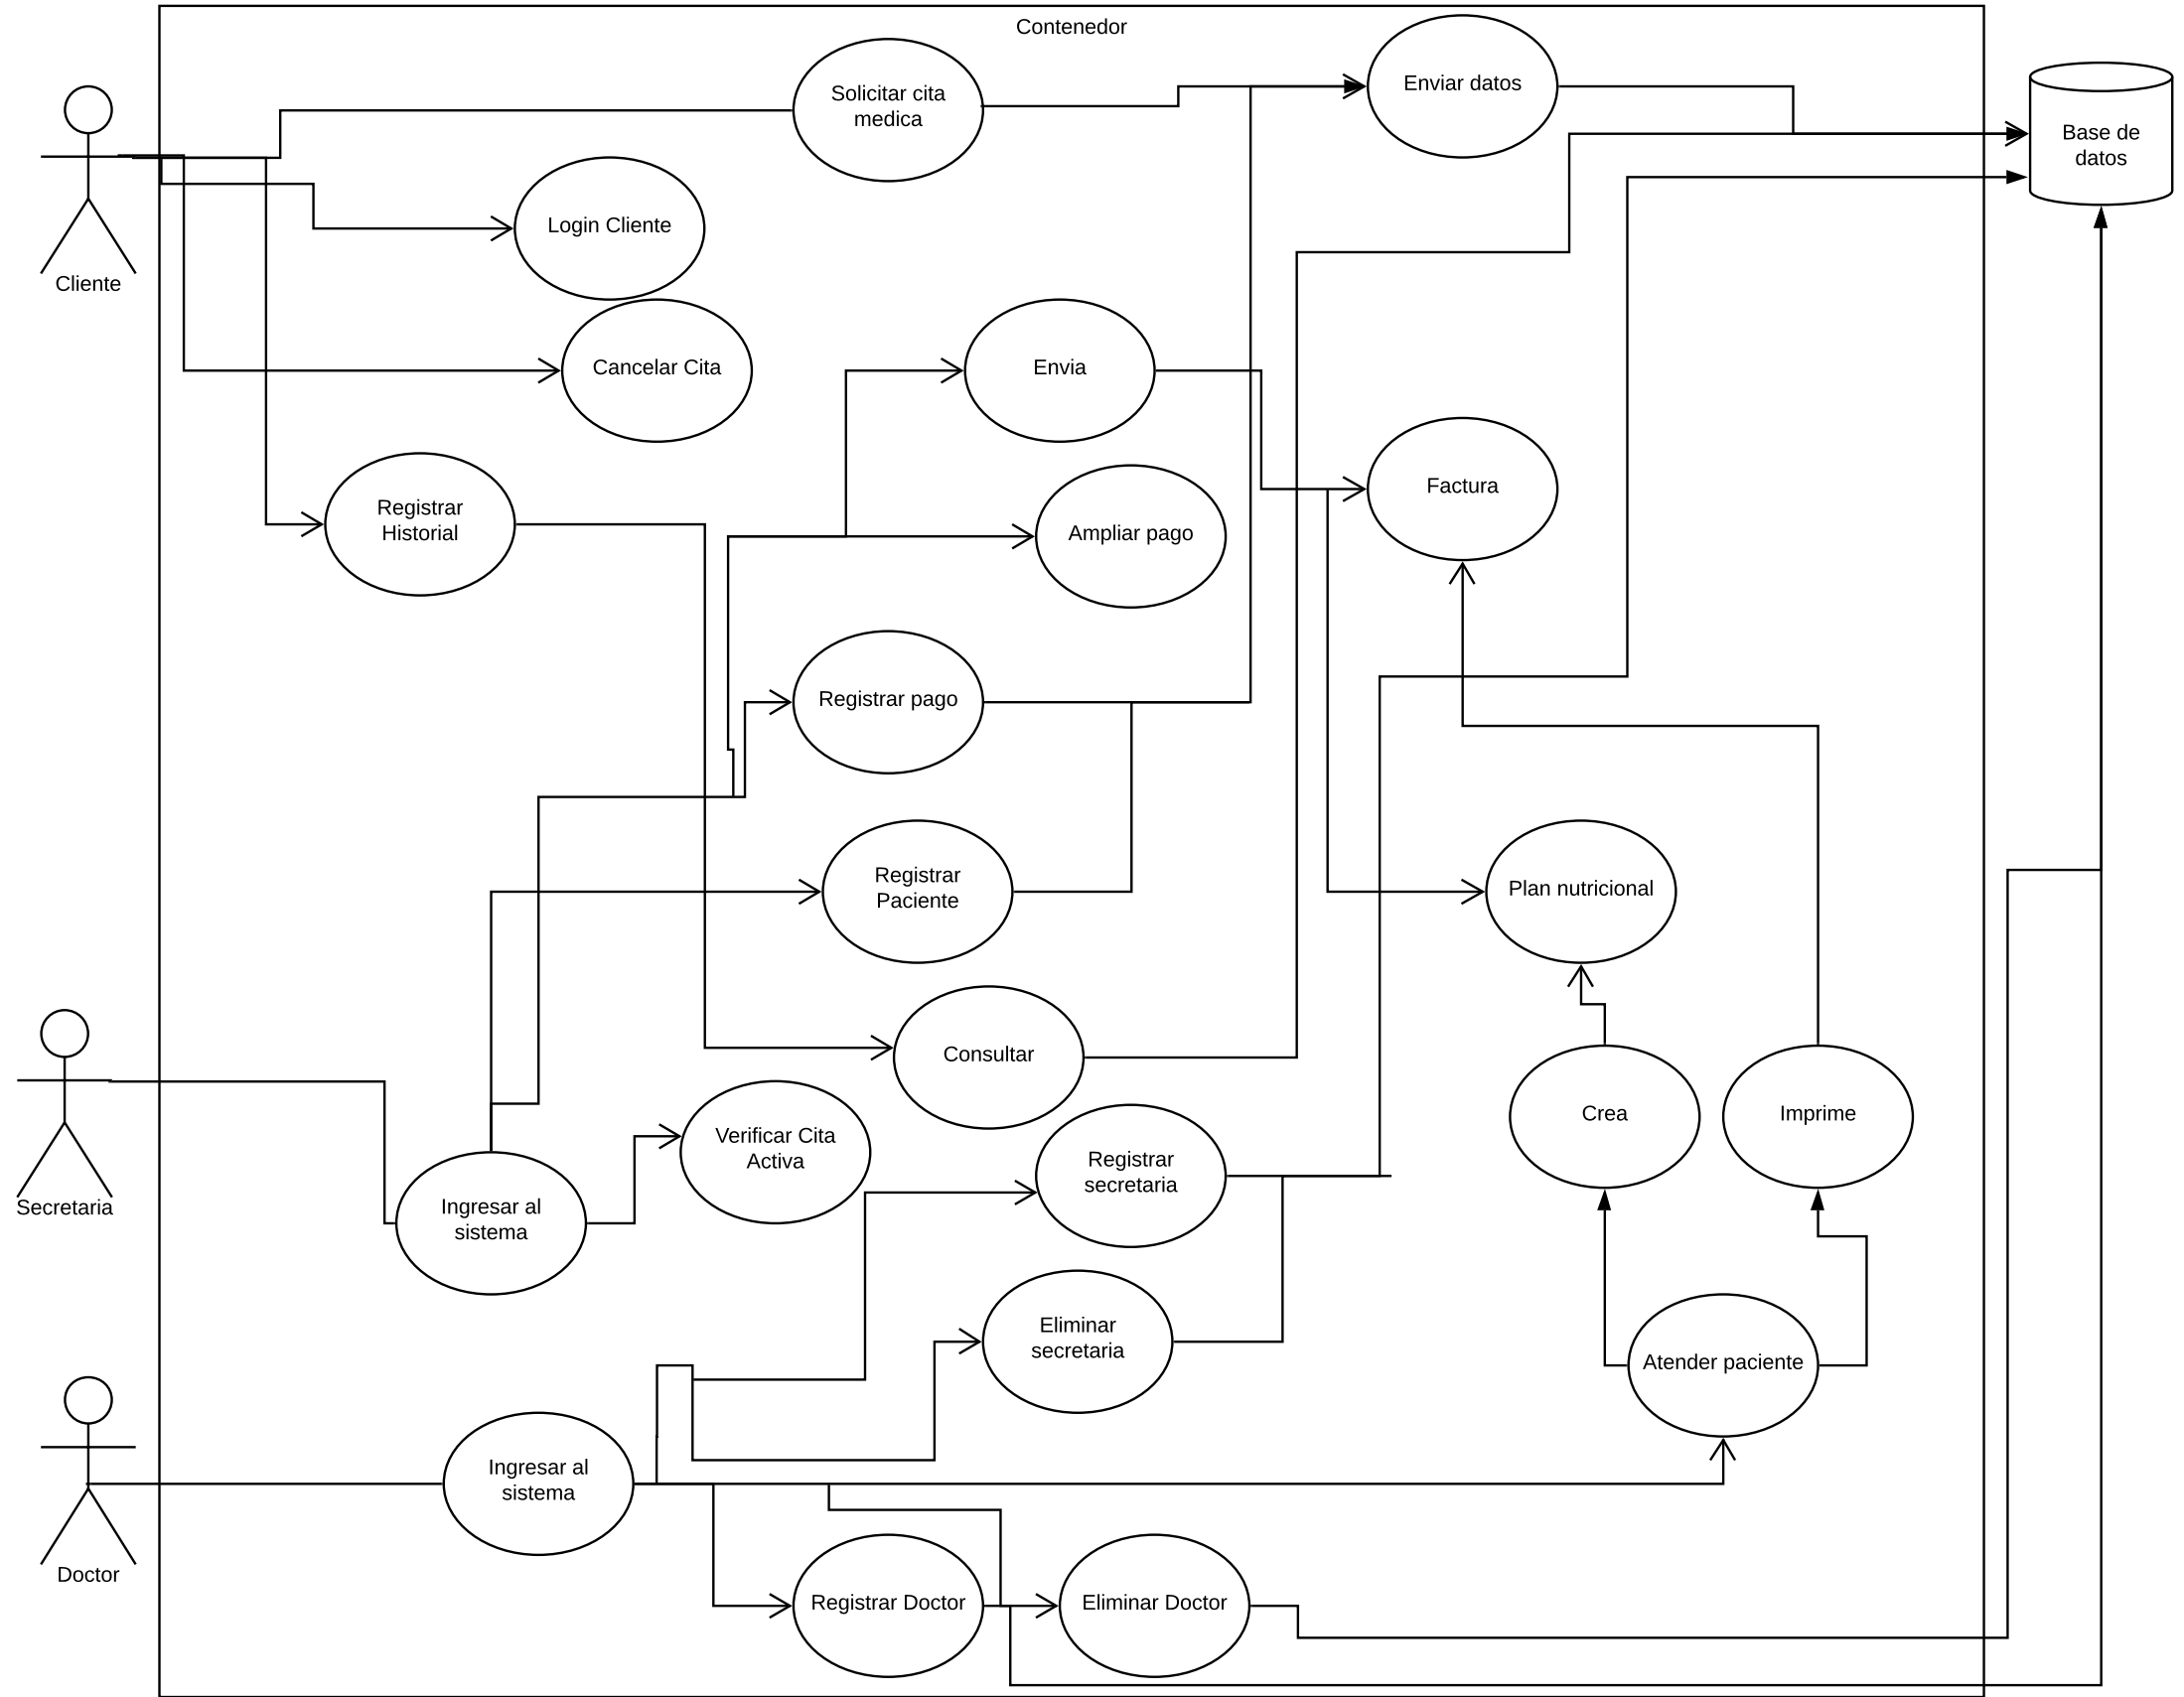 Contenedor
Solicitar cita
medica
Enviar datos
Base de
datos
Login Cliente
Cliente
Cancelar Cita
Envia
Factura
Registrar
Historial
Ampliar pago
Registrar pago
Registrar
Paciente
Plan nutricional
Consultar
Crea
Imprime
Verificar Cita
Activa
Registrar
secretaria
Secretaria
Ingresar al
sistema
Eliminar
secretaria
Atender paciente
Ingresar al
sistema
Doctor
Registrar Doctor
Eliminar Doctor